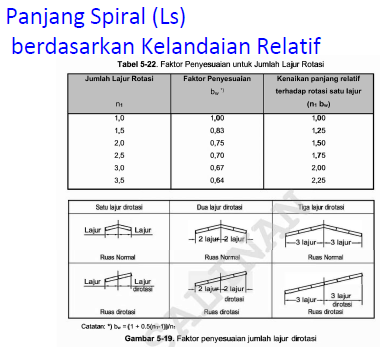 Panjang Spiral (Ls)
berdasarkan Kelandaian Relatif
Tabel 5-22. Faktor Penyesuaian untuk Jumlah Lajur Rotasi
Jumlah Lajur Rotasi Faktor Penyesuaian Kenaikan panjang relatif
terhadap rotasi satu lajur
n₁ bw *) (n₁ bw)
1,0 1,00 1,00
1,5 0,83 1,25
2,0 0,75 1,50
2,5 0,70 1,75
3,0 0,67 2,00
3,5 0,64 2,25
Satu lajur dirotasi Dua lajur dirotasi Tiga lajur dirotasi
Lajur Lajur 2 lajur 2 lajur 3 lajur 3 lajur
Ruas Normal Ruas Normal Ruas Normal
Lajur Lajur dirotasi 2 lajur 2 lajur dirotasi 3 lajur 3 lajur dirotasi
Ruas dirotasi Ruas dirotasi Ruas dirotasi
Catatan: *) bw = [1 + 0.5(n₁-1)]/n₁
Gambar 5-19. Faktor penyesuaian jumlah lajur dirotasi
SALINAN